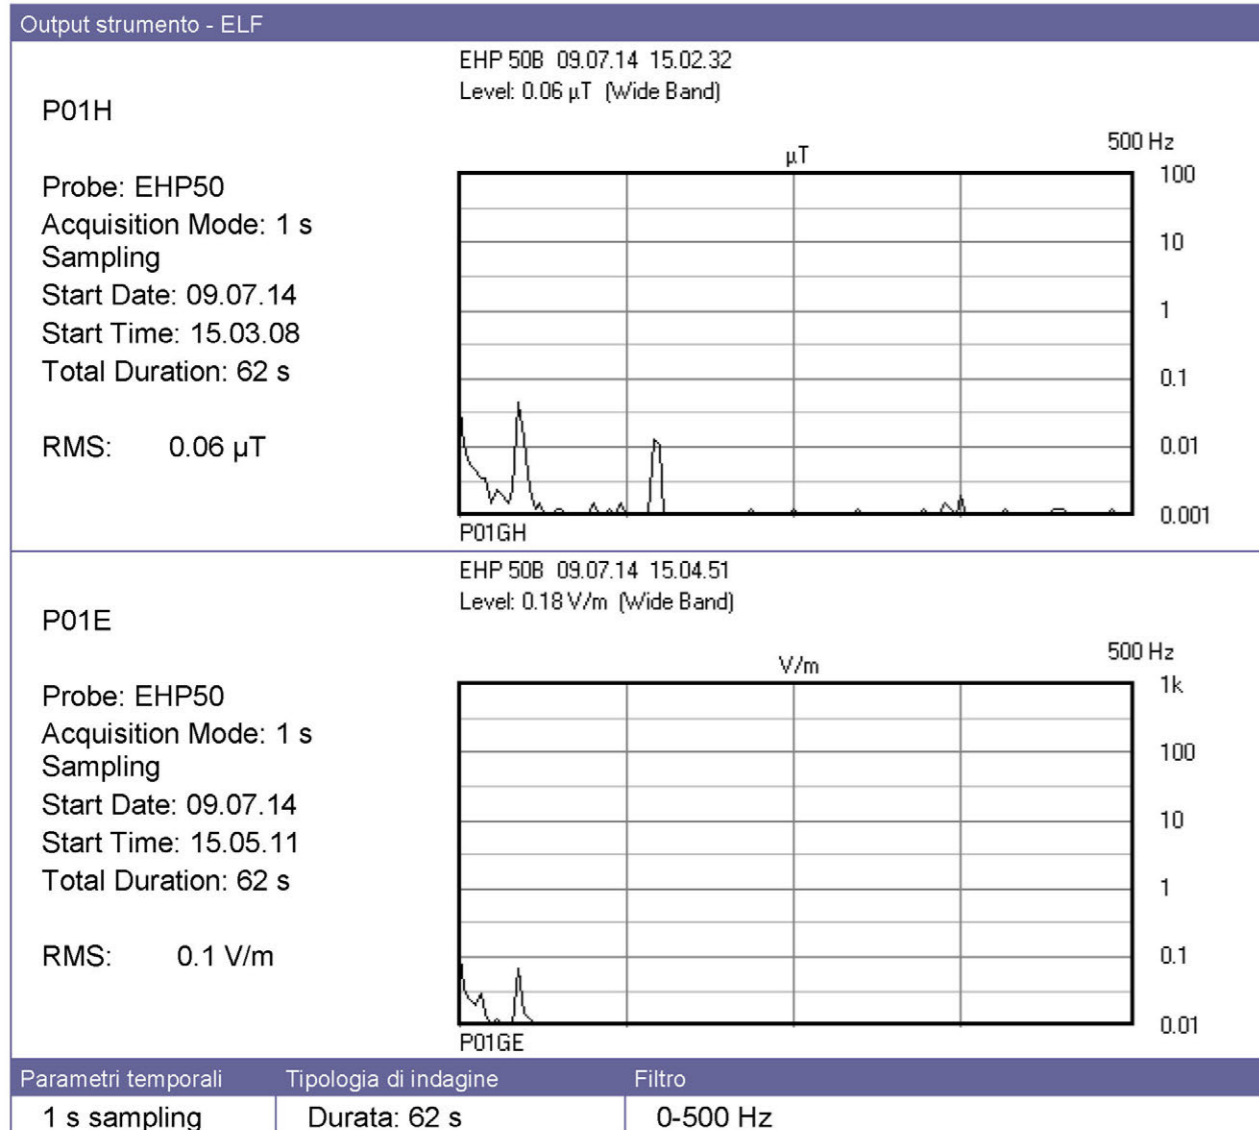 Output strumento - ELF
P01H
Probe: EHP50
Acquisition Mode: 1 s
Sampling
Start Date: 09.07.14
Start Time: 15.03.08
Total Duration: 62 s
RMS: 0.06 µT
EHP 50B 09.07.14 15.02.32
Level: 0.06 µT (Wide Band)
µT
500 Hz
100
10
1
0.1
0.01
0.001
P01GH
P01E
Probe: EHP50
Acquisition Mode: 1 s
Sampling
Start Date: 09.07.14
Start Time: 15.05.11
Total Duration: 62 s
RMS: 0.1 V/m
EHP 50B 09.07.14 15.04.51
Level: 0.18 V/m (Wide Band)
V/m
500 Hz
1k
100
10
1
0.1
0.01
P01GE
Parametri temporali Tipologia di indagine Filtro
1 s sampling Durata: 62 s 0-500 Hz